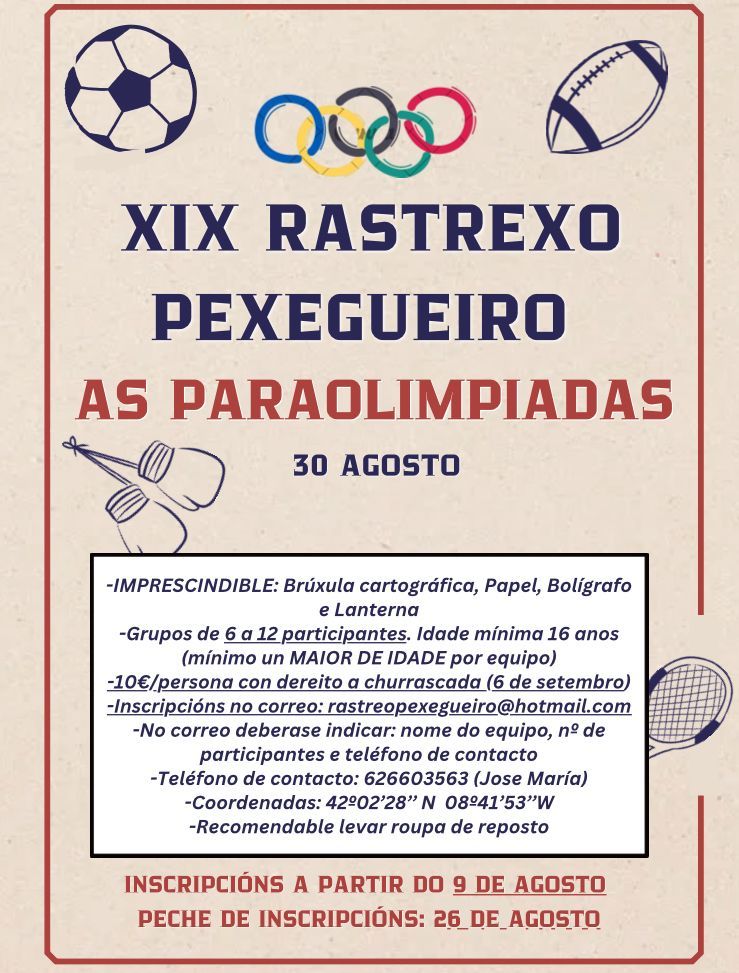 XIX RASTREXO
PEXEGUEIRO
AS PARAOLIMPIADAS
30 AGOSTO
-IMPRESCINDIBLE: Brúxula cartográfica, Papel, Bolígrafo
e Lanterna
-Grupos de 6 a 12 participantes. Idade mínima 16 anos
(mínimo un MAIOR DE IDADE por equipo)
-10€/persona con dereito a churrascada (6 de setembro)
-Inscripcións no correo: rastreopexegueiro@hotmail.com
-No correo deberase indicar: nome do equipo, nº de
participantes e teléfono de contacto
-Teléfono de contacto: 626603563 (Jose María)
-Coordenadas: 42º02’28’’ N  08º41’53’’W
-Recomendable levar roupa de reposto
INSCRIPCIÓNS A PARTIR DO 9 DE AGOSTO
PECHE DE INSCRIPCIÓNS: 26 DE AGOSTO